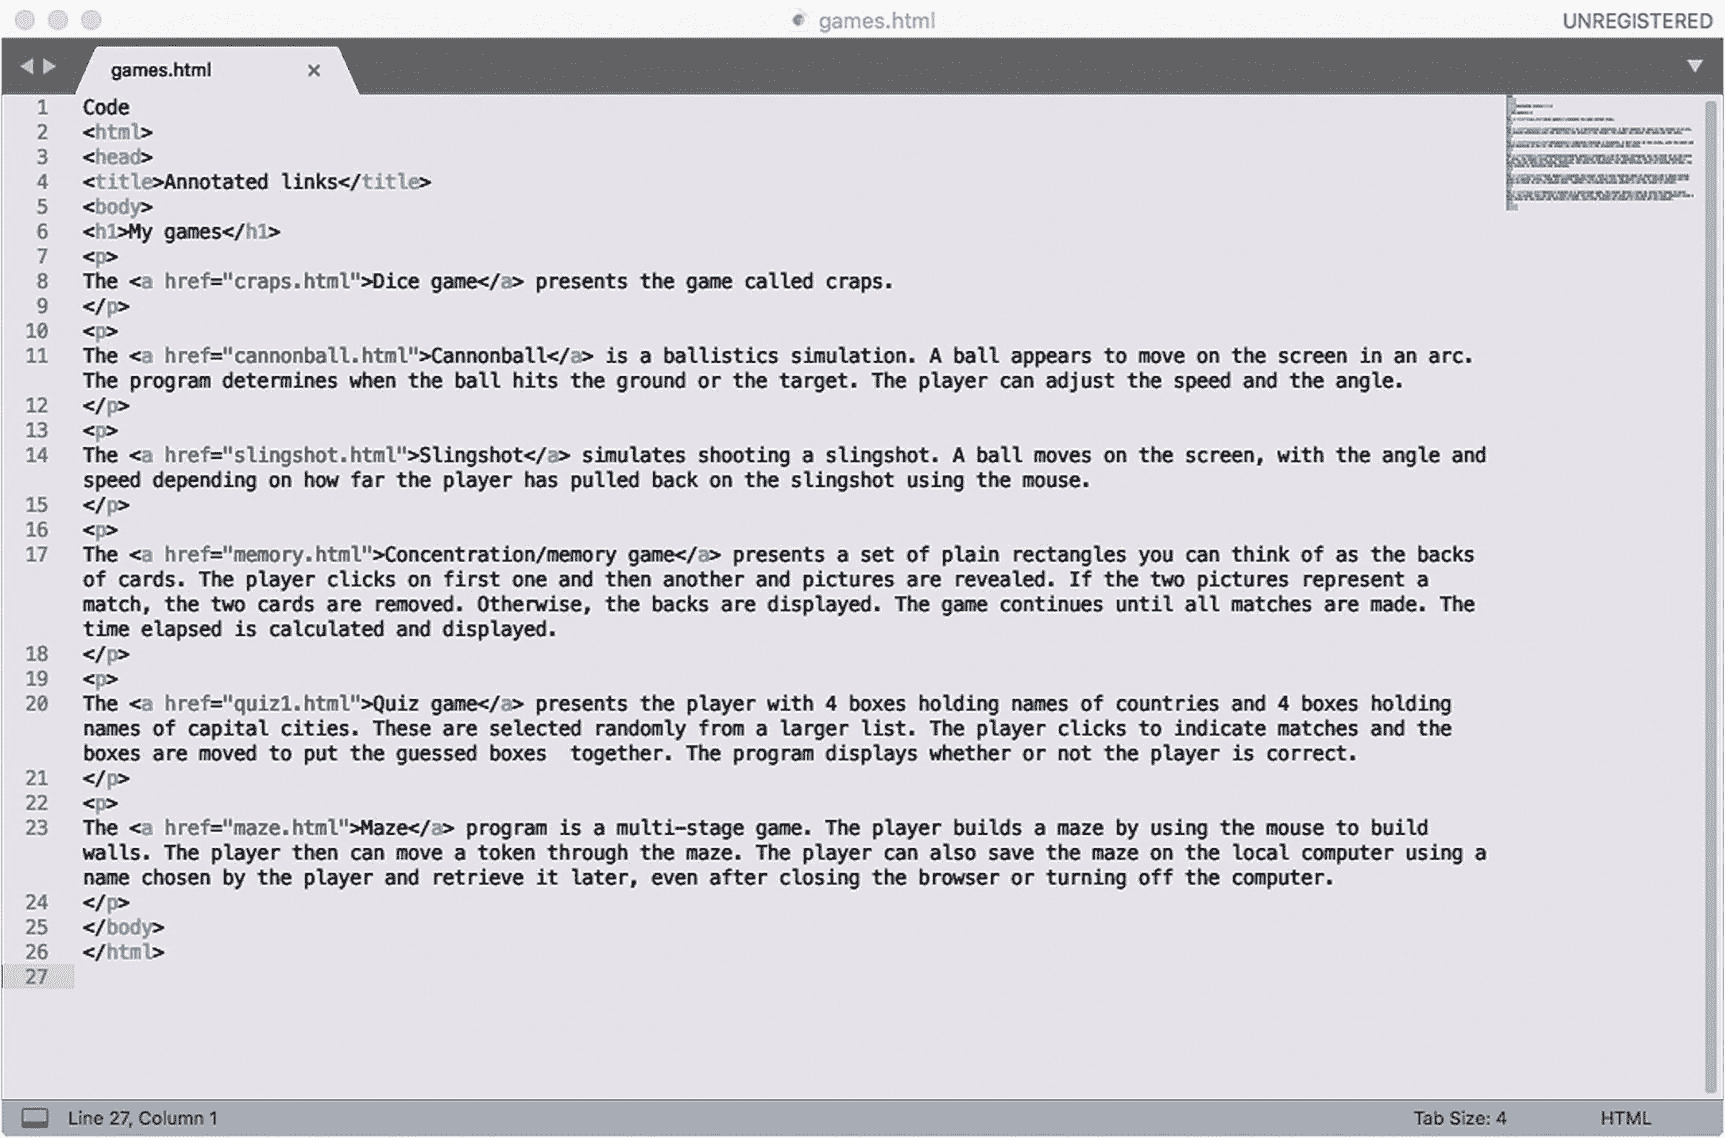 games.html
UNREGISTERED
games.html
1 Code
2 <html>
3 <head>
4 <title>Annotated links</title>
5 <body>
6 <h1>My games</h1>
7 <p>
8 The <a href="craps.html">Dice game</a> presents the game called craps.
9 </p>
10 <p>
11 The <a href="cannonball.html">Cannonball</a> is a ballistics simulation. A ball appears to move on the screen in an arc.
The program determines when the ball hits the ground or the target. The player can adjust the speed and the angle.
12 </p>
13 <p>
14 The <a href="slingshot.html">Slingshot</a> simulates shooting a slingshot. A ball moves on the screen, with the angle and
speed depending on how far the player has pulled back on the slingshot using the mouse.
15 </p>
16 <p>
17 The <a href="memory.html">Concentration/memory game</a> presents a set of plain rectangles you can think of as the backs
of cards. The player clicks on first one and then another and pictures are revealed. If the two pictures represent a
match, the two cards are removed. Otherwise, the backs are displayed. The game continues until all matches are made. The
time elapsed is calculated and displayed.
18 </p>
19 <p>
20 The <a href="quiz1.html">Quiz game</a> presents the player with 4 boxes holding names of countries and 4 boxes holding
names of capital cities. These are selected randomly from a larger list. The player clicks to indicate matches and the
boxes are moved to put the guessed boxes  together. The program displays whether or not the player is correct.
21 </p>
22 <p>
23 The <a href="maze.html">Maze</a> program is a multi-stage game. The player builds a maze by using the mouse to build
walls. The player then can move a token through the maze. The player can also save the maze on the local computer using a
name chosen by the player and retrieve it later, even after closing the browser or turning off the computer.
24 </p>
25 </body>
26 </html>
27
Line 27, Column 1
Tab Size: 4
HTML